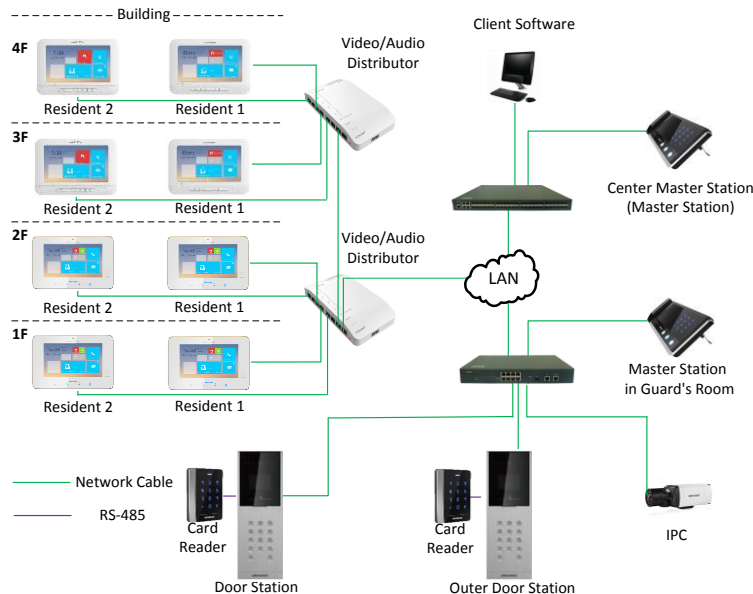 Building
4F
Resident 2
Resident 1
Video/Audio
Distributor
Client Software
3F
Resident 2
Resident 1
Center Master Station
(Master Station)
2F
Resident 2
Resident 1
Video/Audio
Distributor
LAN
1F
Resident 2
Resident 1
Master Station
in Guard's Room
Network Cable
RS-485
Card
Reader
Door Station
Card
Reader
Outer Door Station
IPC